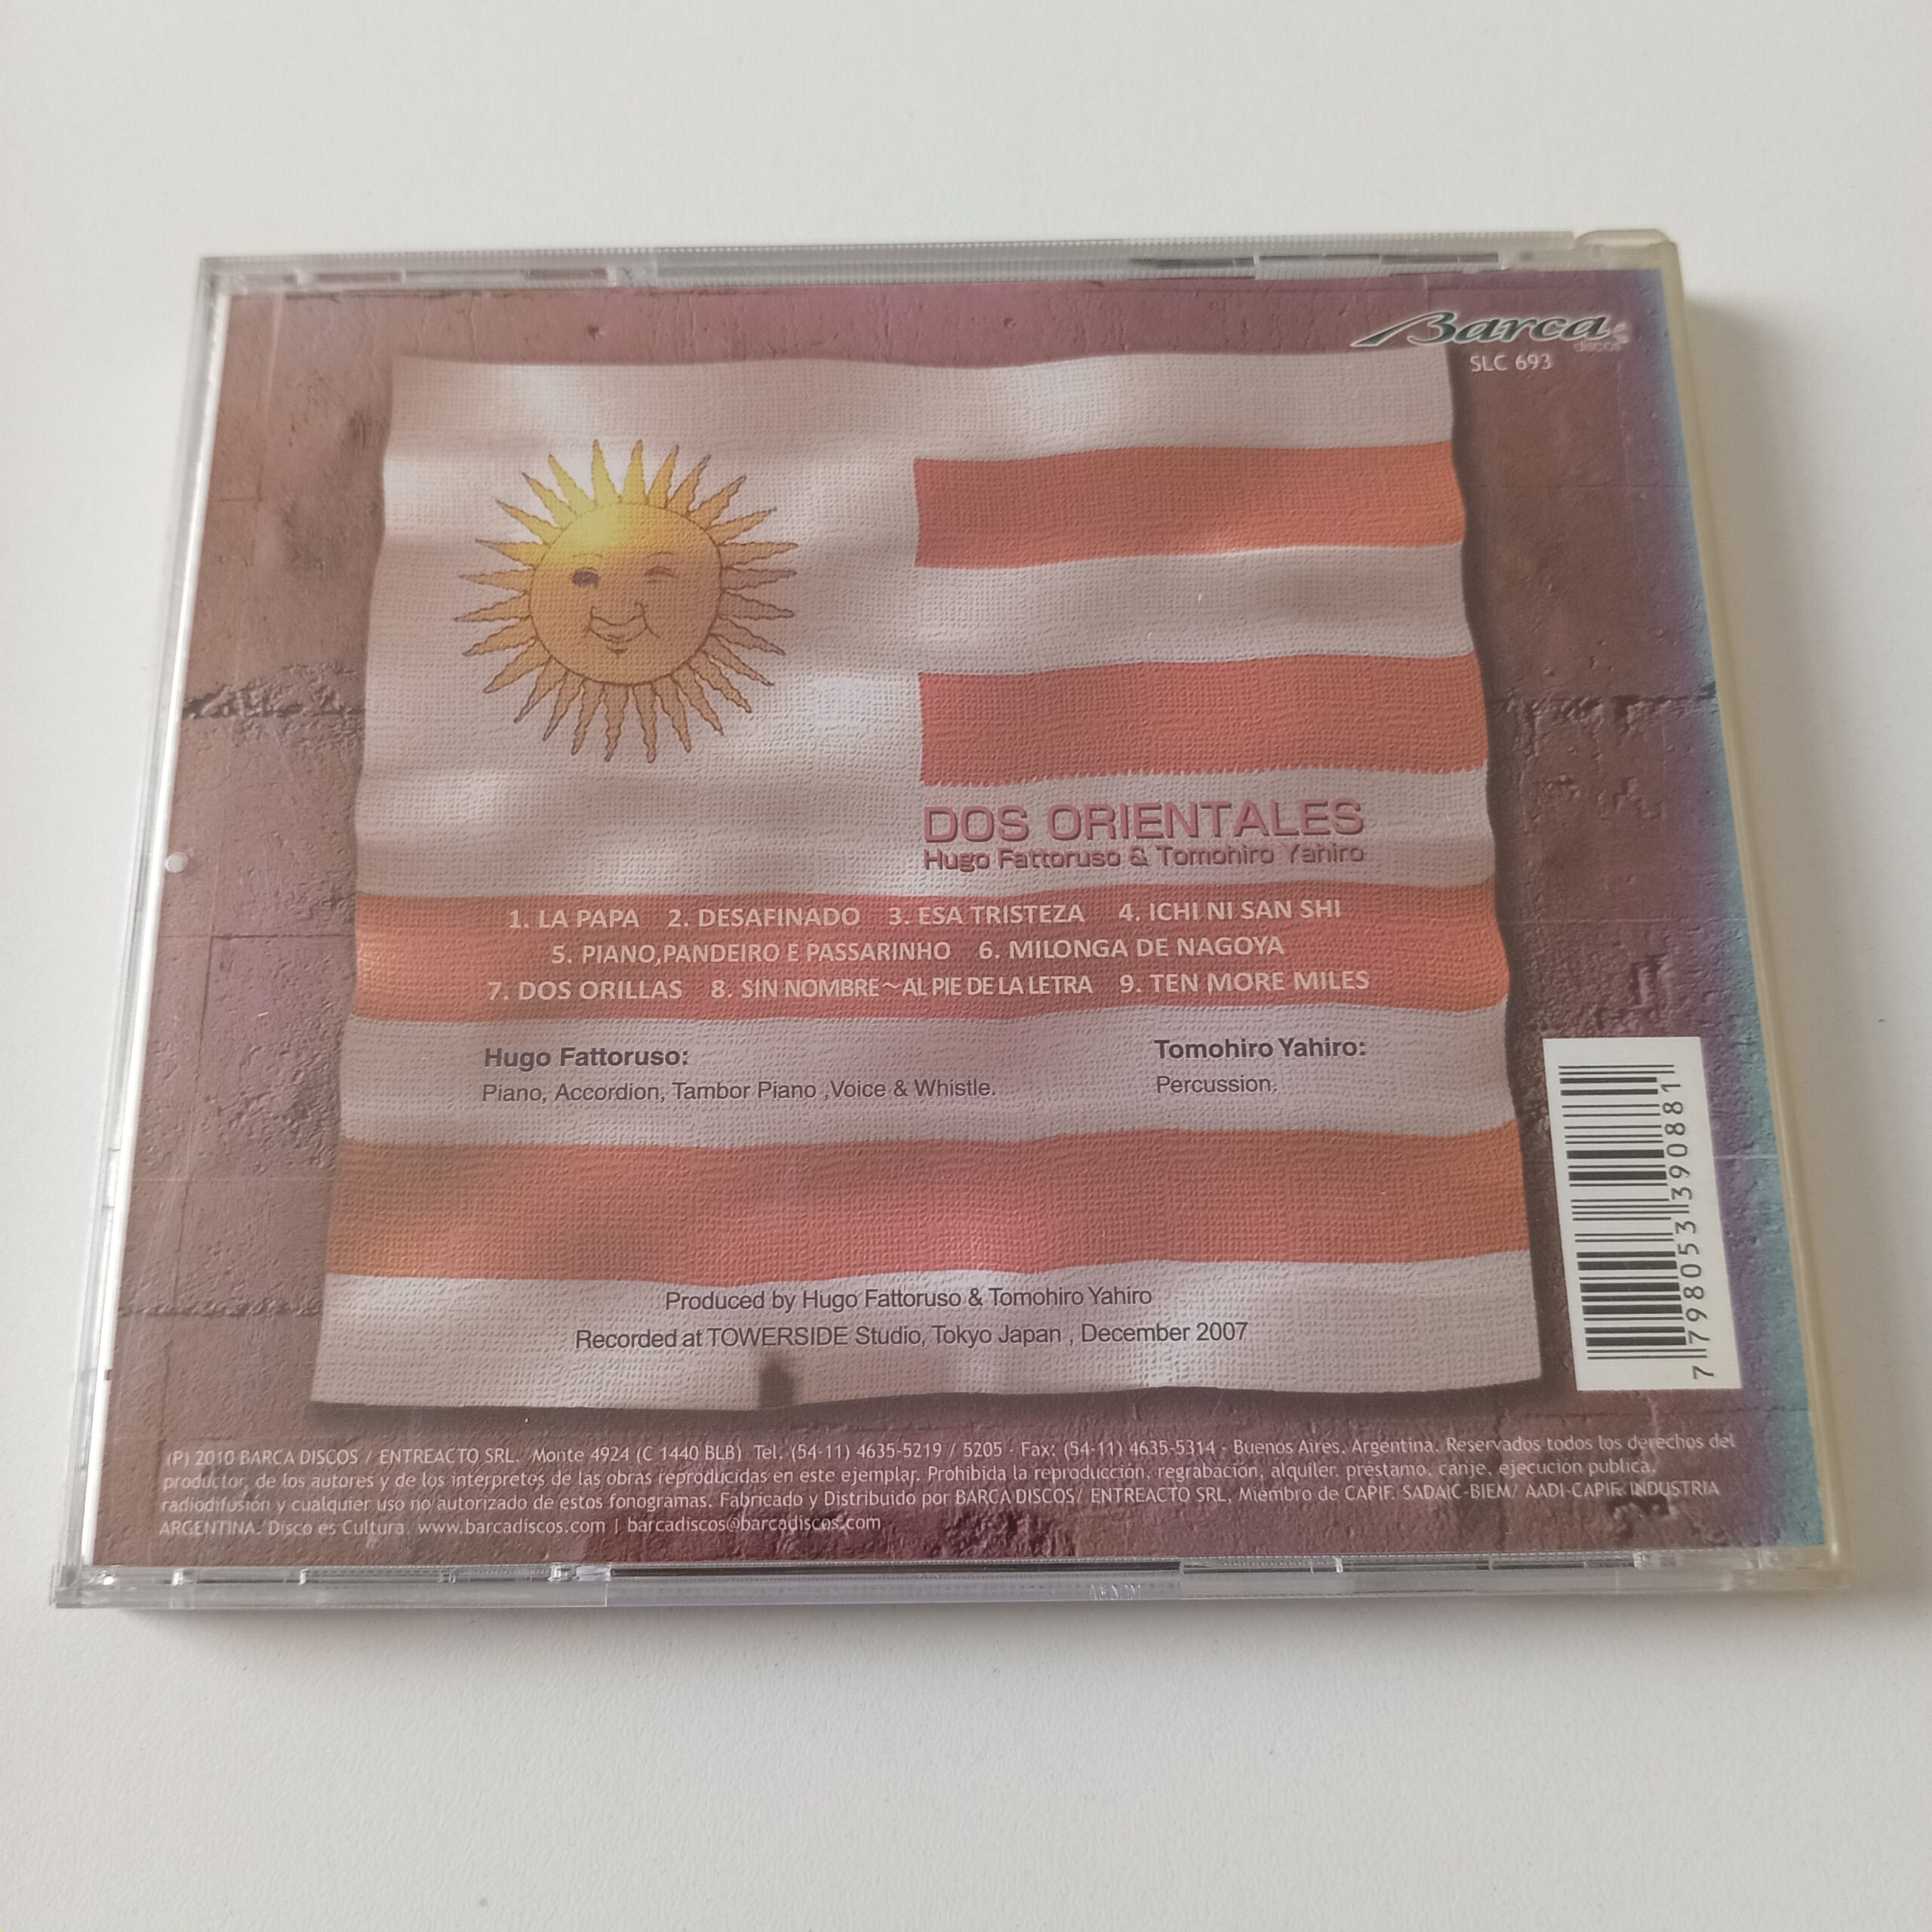 Barca
discos
SLC 693
DOS ORIENTALES
Hugo Fattoruso & Tomohiro Yahiro
1. LA PAPA 2. DESAFINADO 3. ESA TRISTEZA 4. ICHI NI SAN SHI
5. PIANO,PANDEIRO E PASSARINHO 6. MILONGA DE NAGOYA
7. DOS ORILLAS 8. SIN NOMBRE~AL PIE DE LA LETRA 9. TEN MORE MILES
Hugo Fattoruso:
Piano, Accordion, Tambor Piano ,Voice & Whistle.
Tomohiro Yahiro:
Percussion.
Produced by Hugo Fattoruso & Tomohiro Yahiro
Recorded at TOWERSIDE Studio, Tokyo Japan , December 2007
7 798053 390881
(P) 2010 BARCA DISCOS / ENTREACTO SRL. Monte 4924 (C 1440 BLB) Tel. (54-11) 4635-5219 / 5205 - Fax: (54-11) 4635-5314 - Buenos Aires. Argentina. Reservados todos los derechos del
productor, de los autores y de los interpretes de las obras reproducidas en este ejemplar. Prohibida la reproducción, regrabación, alquiler, préstamo, canje, ejecución publica,
radiodifusión y cualquier uso no autorizado de estos fonogramas. Fabricado y Distribuido por BARCA DISCOS/ ENTREACTO SRL, Miembro de CAPIF. SADAIC-BIEM/ AADI-CAPIF. INDUSTRIA
ARGENTINA. Disco es Cultura. www.barcadiscos.com | barcadiscos@barcadiscos.com